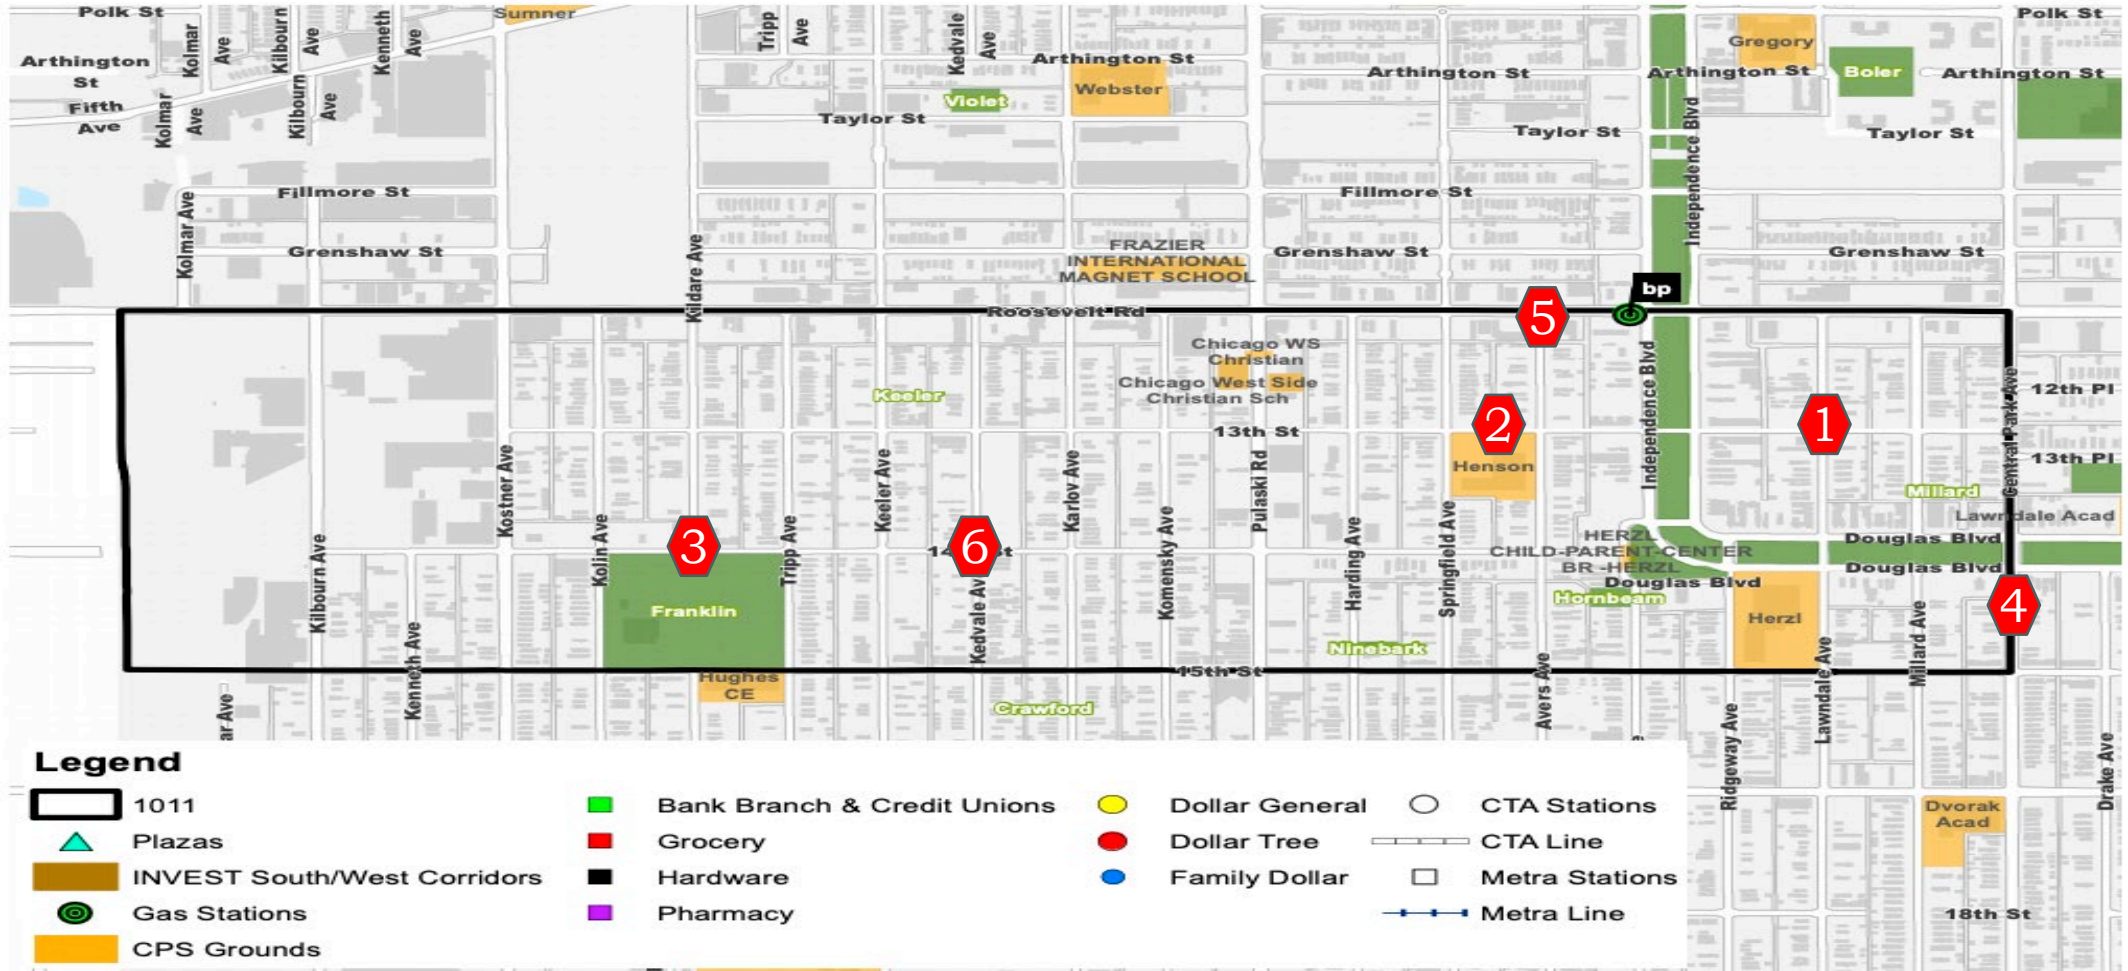 Polk St
Kolmar Ave
Kilbourn Ave
Kenneth Ave
Sumner
Tripp Ave
Kedvale Ave
Polk St
Gregory
Arthington St
Arthington St
Arthington St
Arthington St
Boler
Arthington St
Webster
Violet
Fifth Ave
Kolmar Ave
Kilbourn Ave
Taylor St
Taylor St
Taylor St
Independence Blvd
Fillmore St
Fillmore St
Kolmar Ave
Grenshaw St
Kildare Ave
FRAZIER
INTERNATIONAL
MAGNET SCHOOL
Grenshaw St
Grenshaw St
bp
Roosevelt Rd
5
Chicago WS
Christian
Chicago West Side
Christian Sch
Keeler
Independence Blvd
Central Park Ave
12th Pl
13th St
2
1
Henson
13th Pl
Millard
Lawndale Acad
Kostner Ave
Keeler Ave
Karlov Ave
Pulaski Rd
Kilbourn Ave
Kolin Ave
3
Tripp Ave
14
St
6
Komensky Ave
Harding Ave
Springfield Ave
HERZL
CHILD-PARENT-CENTER
BR -HERZL
Douglas Blvd
Douglas Blvd
Douglas Blvd
Hornbeam
4
Franklin
Herzl
Kedvale Ave
Ninebark
Kenneth Ave
Lawndale Ave
Millard Ave
15th St
Hughes
CE
Avers Ave
Crawford
ar Ave
Ridgeway Ave
Drake Ave
Dvorak
Acad
18th St
Legend
1011
Plazas
INVEST South/West Corridors
Gas Stations
CPS Grounds
Bank Branch & Credit Unions
Grocery
Hardware
Pharmacy
Dollar General
Dollar Tree
Family Dollar
CTA Stations
CTA Line
Metra Stations
Metra Line